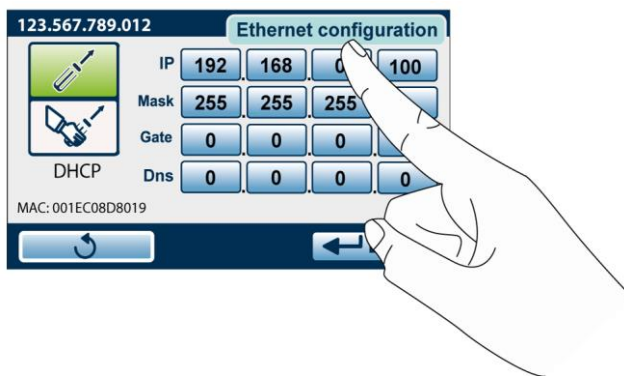 123.567.789.012 Ethernet configuration
IP 192 . 168 . 0 . 100
Mask 255 . 255 . 255 .
Gate 0 . 0 . 0 .
DHCP
Dns 0 . 0 . 0 . 0
MAC: 001EC08D8019